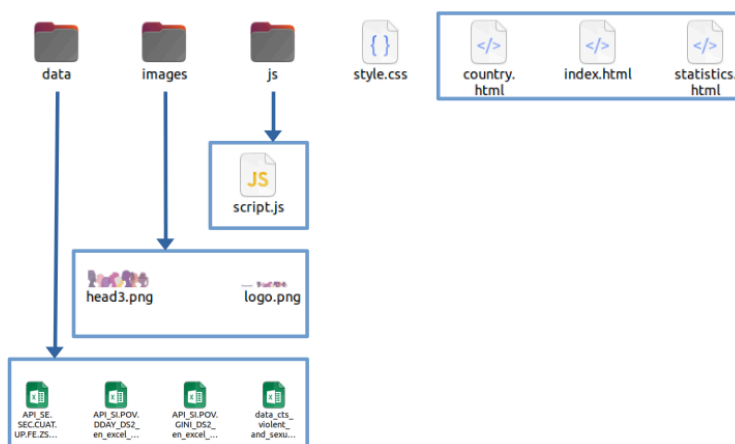 data
images
js
style.css
country.
html
index.html
statistics.
html
JS
script.js
head3.png
logo.png
API_SE.
SEC.CUAT.
UP.FE.ZS...
API_SI.POV.
DDAY_DS2_
en_excel_...
API_SI.POV.
GINI_DS2_
en_excel_...
data_cts_
violent_
and_sexu...